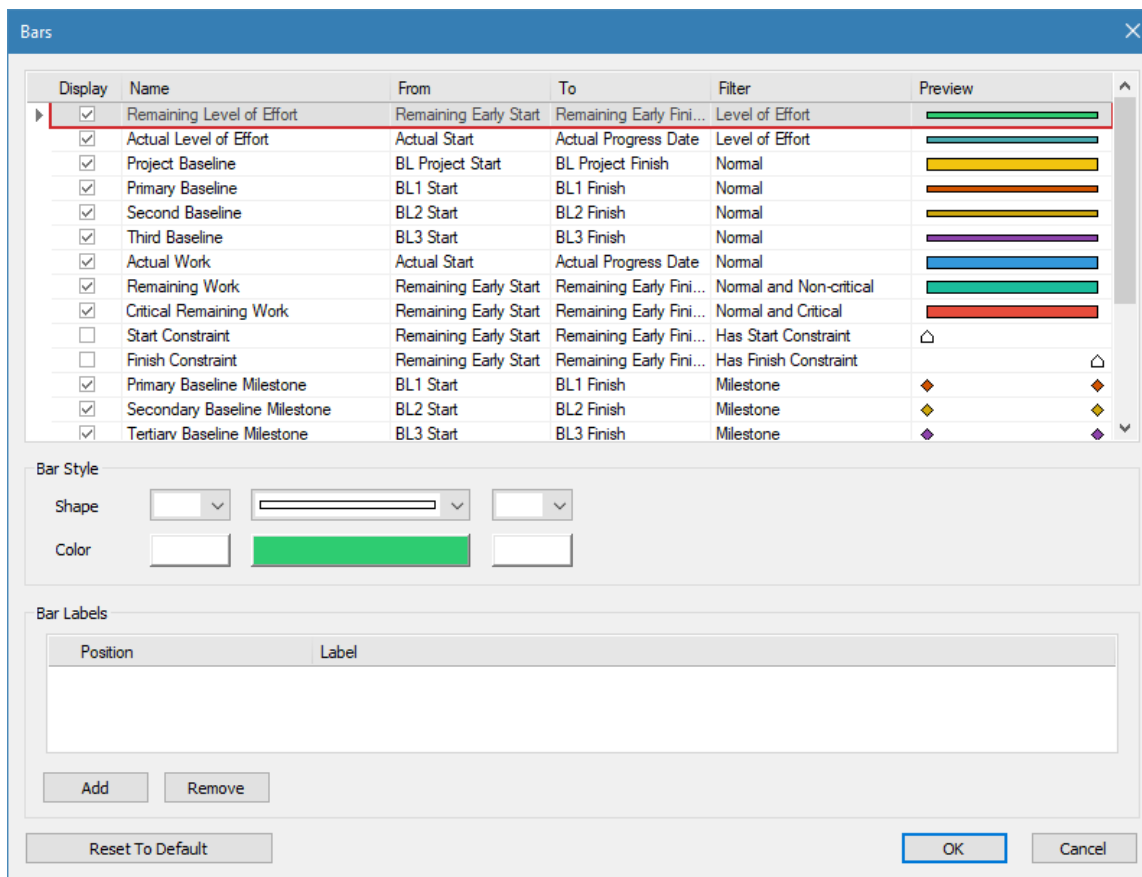 Bars
Display Name From To Filter Preview
Remaining Level of Effort Remaining Early Start Remaining Early Fini... Level of Effort
Actual Level of Effort Actual Start Actual Progress Date Level of Effort
Project Baseline BL Project Start BL Project Finish Normal
Primary Baseline BL1 Start BL1 Finish Normal
Second Baseline BL2 Start BL2 Finish Normal
Third Baseline BL3 Start BL3 Finish Normal
Actual Work Actual Start Actual Progress Date Normal
Remaining Work Remaining Early Start Remaining Early Fini... Normal and Non-critical
Critical Remaining Work Remaining Early Start Remaining Early Fini... Normal and Critical
Start Constraint Remaining Early Start Remaining Early Fini... Has Start Constraint
Finish Constraint Remaining Early Start Remaining Early Fini... Has Finish Constraint
Primary Baseline Milestone BL1 Start BL1 Finish Milestone
Secondary Baseline Milestone BL2 Start BL2 Finish Milestone
Tertiary Baseline Milestone BL3 Start BL3 Finish Milestone
Bar Style
Shape
Color
Bar Labels
Position Label
Add Remove
Reset To Default OK Cancel